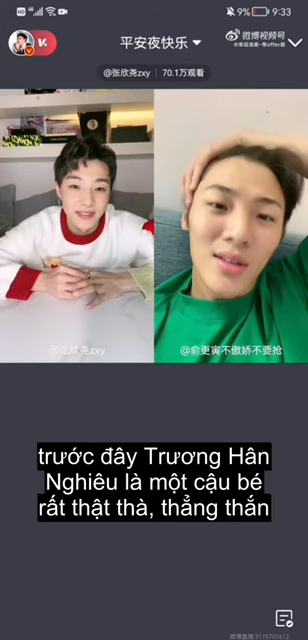 9%
9:33
平安夜快乐
微博视频号
@张欣尧zxy | 70.1万观看
@张欣尧zxy
@俞更寅不傲娇不要抢
trước đây Trương Hân
Nghiêu là một cậu bé
rất thật thà, thẳng thắn